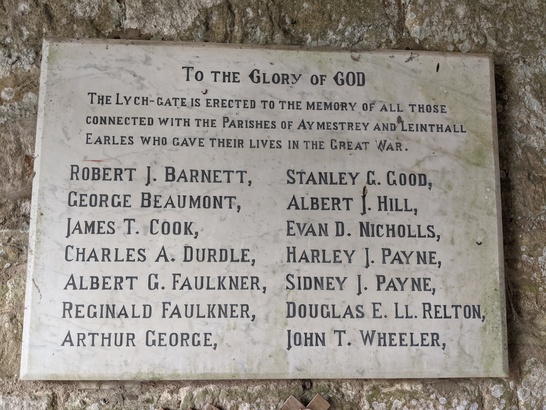 To the Glory of GOD
The Lych-gate is erected to the memory of all those
connected with the Parishes of Aymestrey and Leinthall
Earles who gave their lives in the Great War.
Robert J. Barnett,
George Beaumont,
James T. Cook,
Charles A. Durdle,
Albert G. Faulkner,
Reginald Faulkner,
Arthur George,
Stanley G. Good,
Albert J. Hill,
Evan D. Nicholls,
Harley J. Payne,
Sidney J. Payne,
Douglas E. Ll. Relton,
John T. Wheeler,